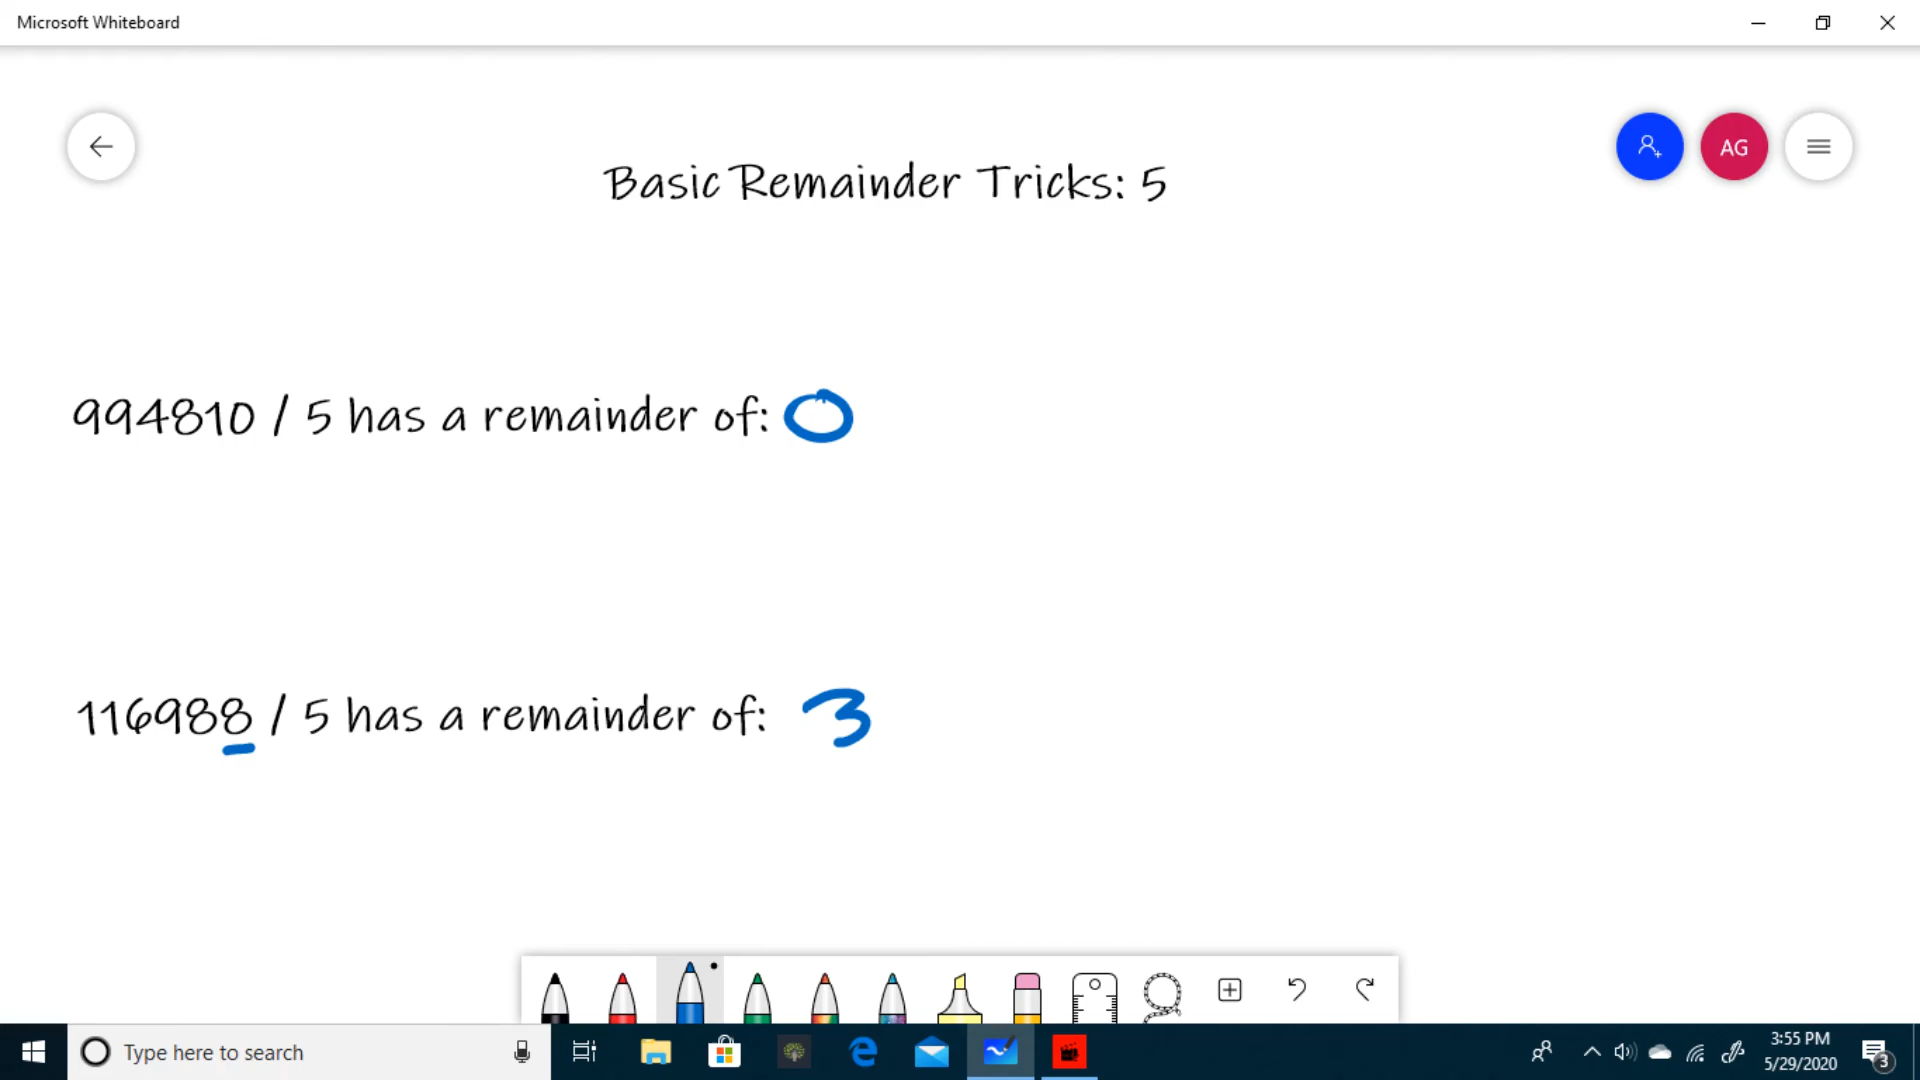 Microsoft Whiteboard
AG
Basic Remainder Tricks: 5
994810 / 5 has a remainder of: 0
116988 / 5 has a remainder of: 3
Type here to search
3:55 PM
5/29/2020
3